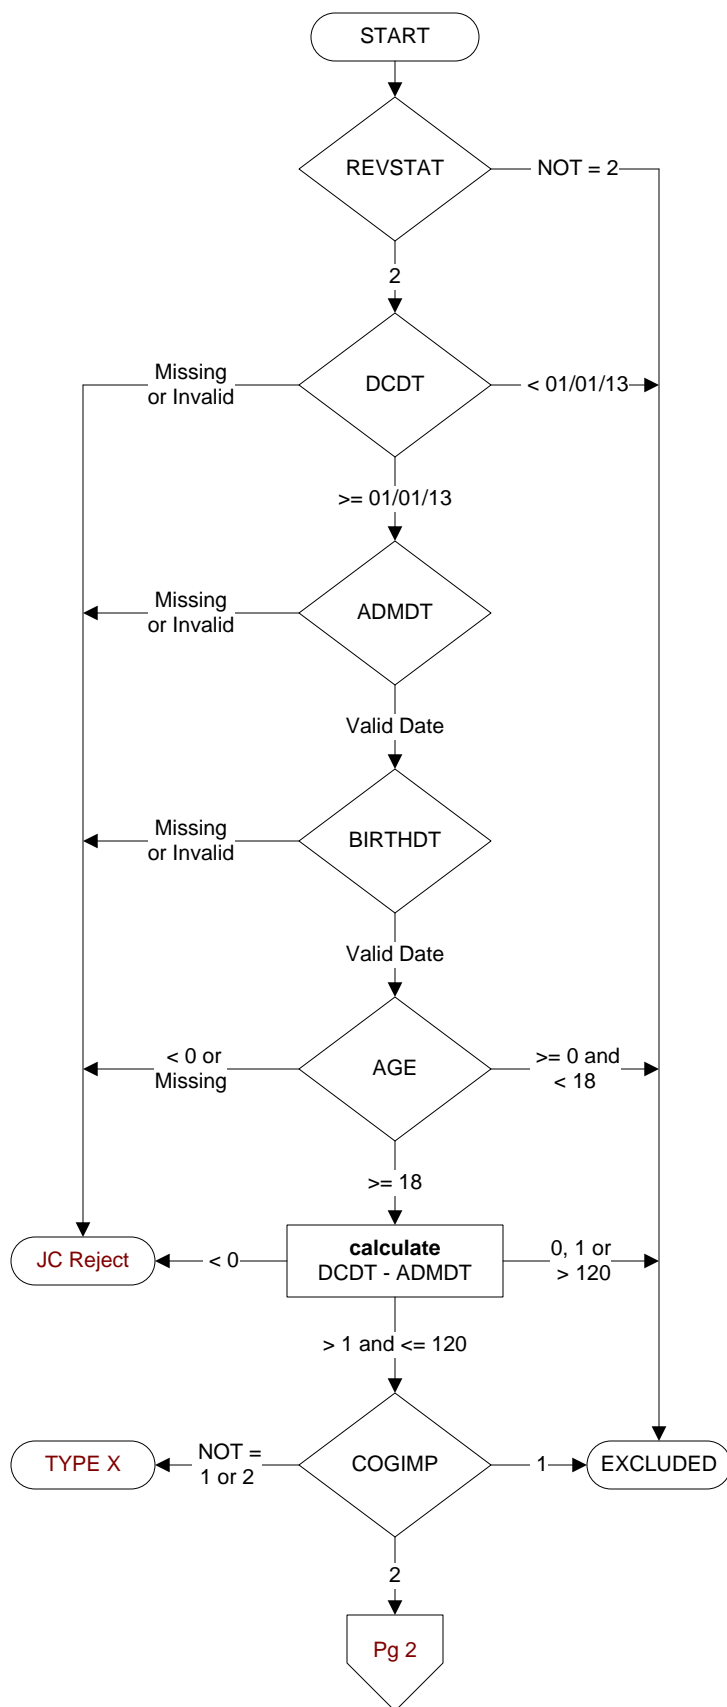 START
REVSTAT
NOT = 2
2
Missing
or Invalid
DCDT
< 01/01/13
>= 01/01/13
Missing
or Invalid
ADMDT
Valid Date
Missing
or Invalid
BIRTHDT
Valid Date
< 0 or
Missing
AGE
>= 0 and
< 18
>= 18
JC Reject
< 0
calculate
DCDT - ADMDT
0, 1 or
> 120
> 1 and <= 120
TYPE X
NOT =
1 or 2
COGIMP
1
EXCLUDED
2
Pg 2